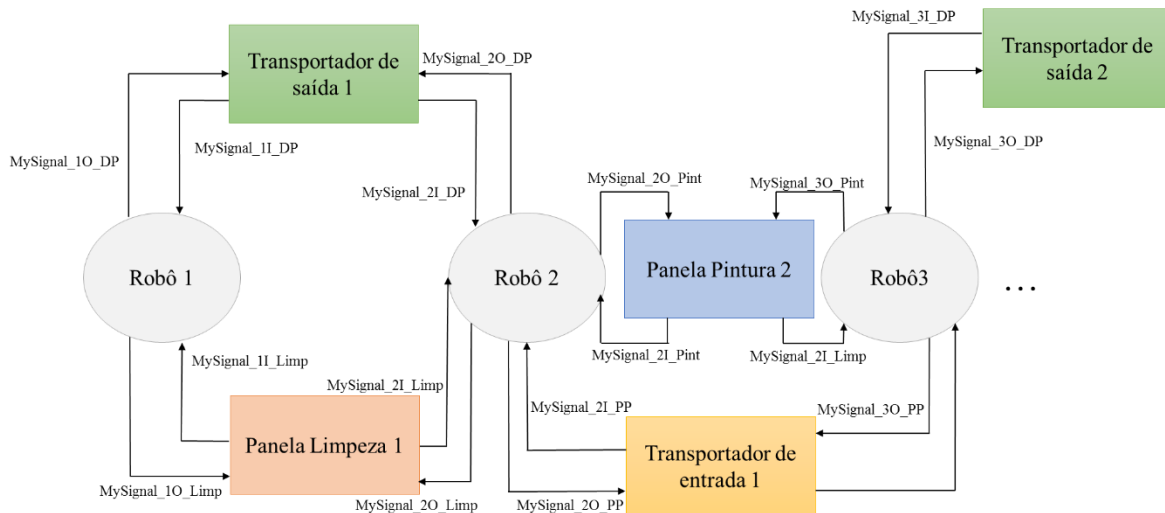 MySignal_3I_DP
Transportador de
saída 1
MySignal_2O_DP
Transportador de
saída 2
MySignal_1O_DP
MySignal_1I_DP
MySignal_2I_DP
MySignal_3O_DP
MySignal_2O_Pint
MySignal_3O_Pint
Robô 1
Robô 2
Panela Pintura 2
Robô3
...
MySignal_1I_Limp
MySignal_2I_Pint
MySignal_2I_Limp
MySignal_2I_Limp
MySignal_2I_PP
MySignal_3O_PP
Panela Limpeza 1
Transportador de
entrada 1
MySignal_1O_Limp
MySignal_2O_Limp
MySignal_2O_PP